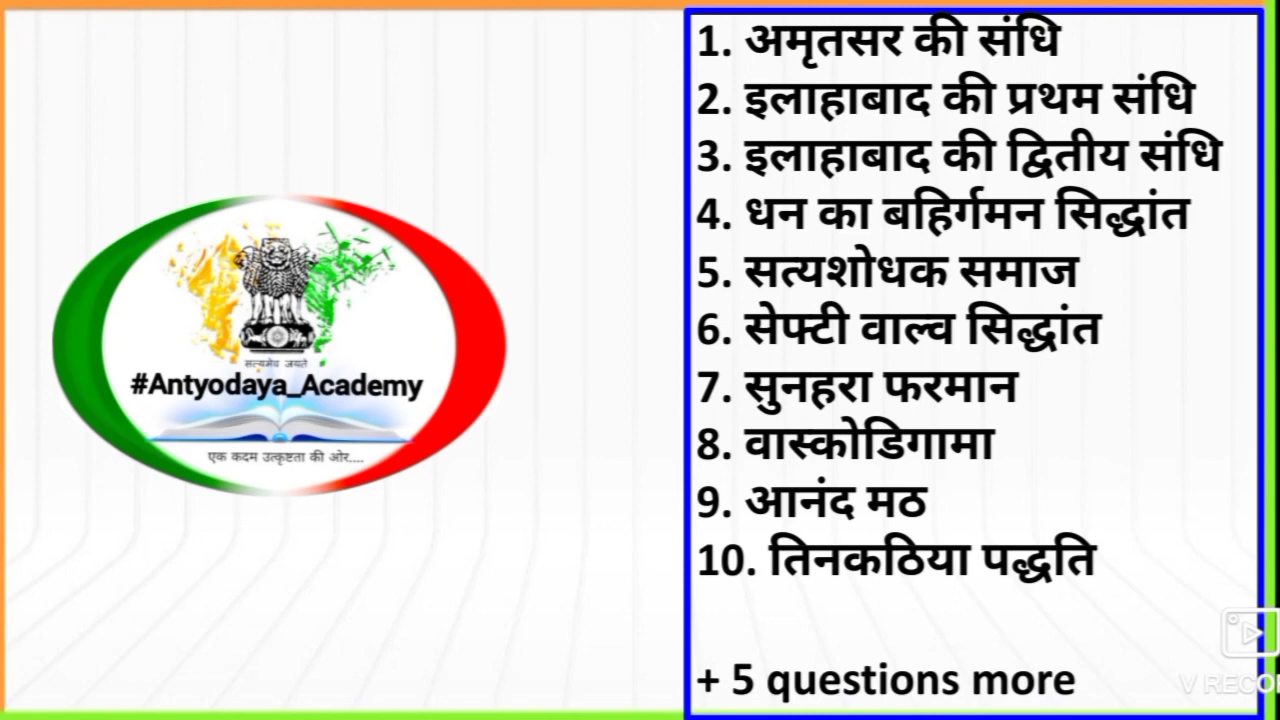 सत्यमेव जयते
#Antyodaya_Academy
एक कदम उत्कृष्टता की ओर....
1. अमृतसर की संधि
2. इलाहाबाद की प्रथम संधि
3. इलाहाबाद की द्वितीय संधि
4. धन का बहिर्गमन सिद्धांत
5. सत्यशोधक समाज
6. सेफ्टी वाल्व सिद्धांत
7. सुनहरा फरमान
8. वास्कोडिगामा
9. आनंद मठ
10. तिनकठिया पद्धति
+ 5 questions more
V RECO